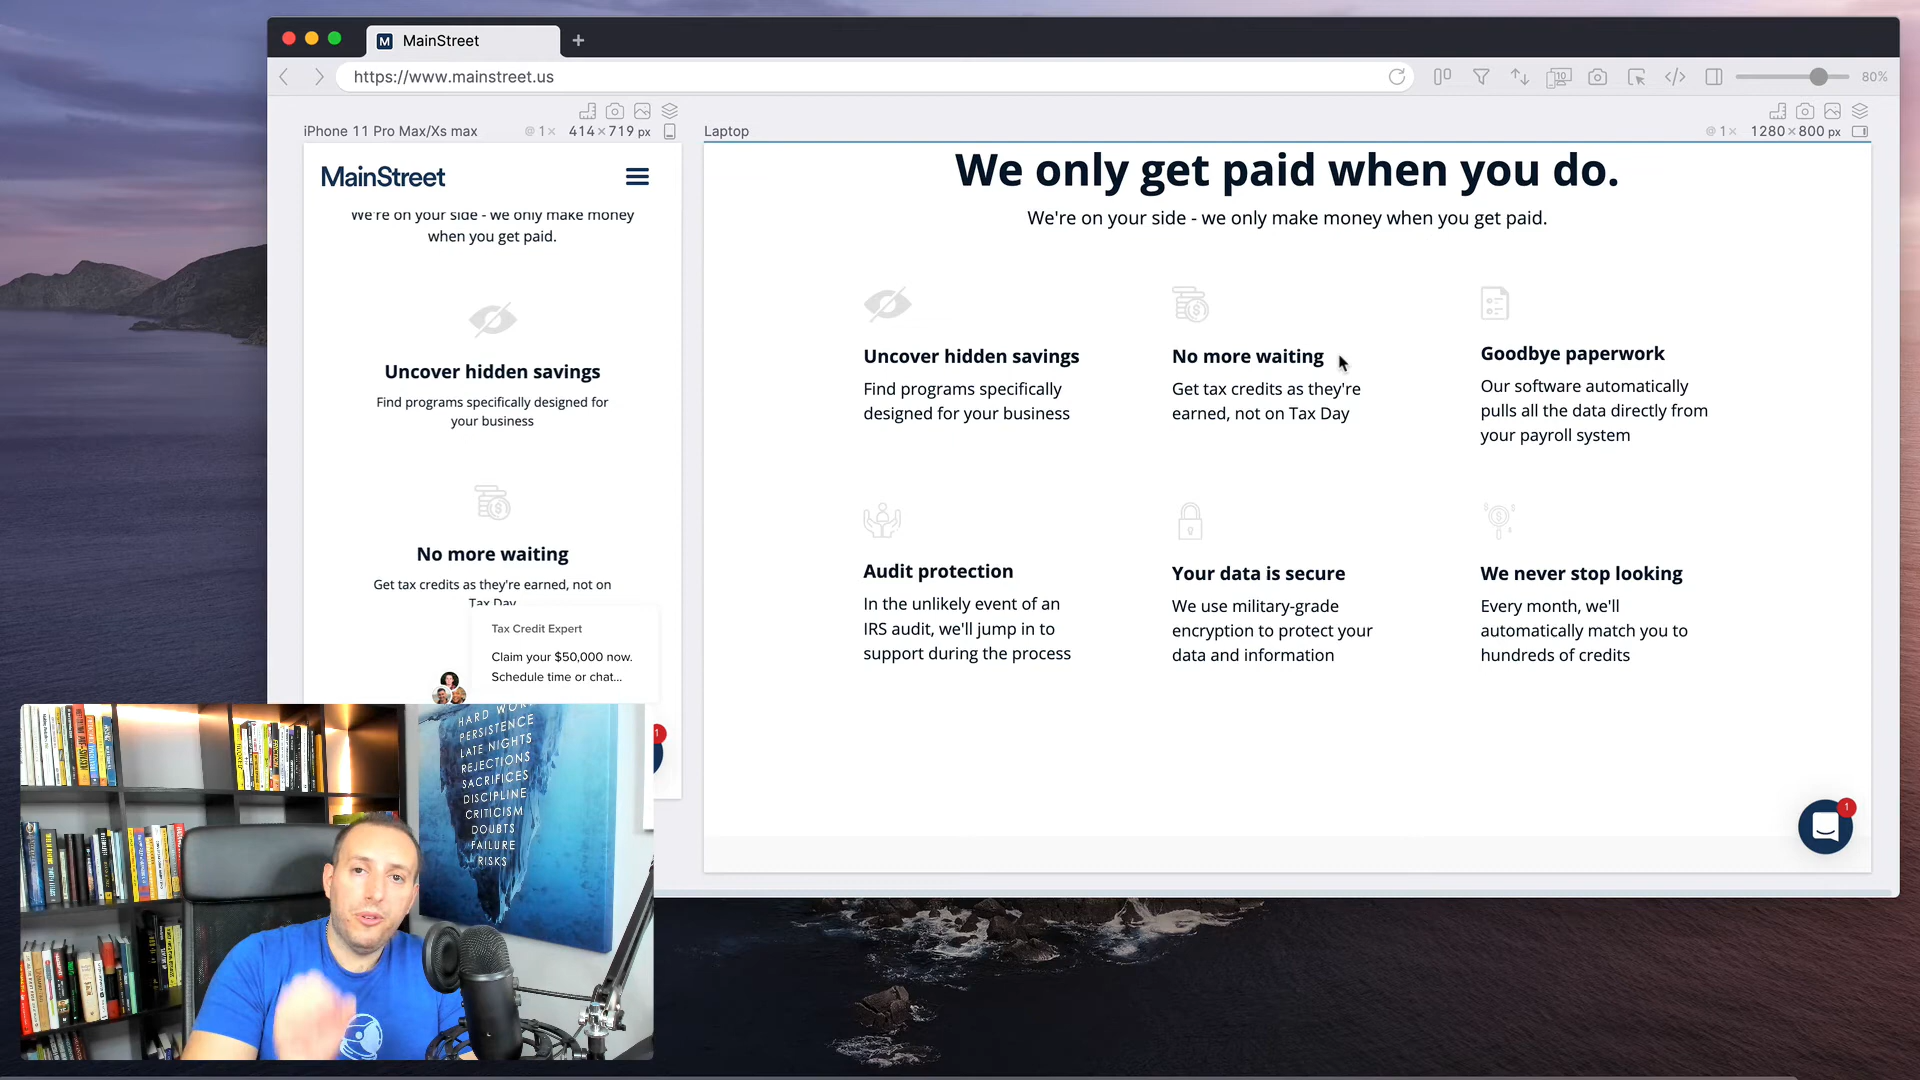 MainStreet
https://www.mainstreet.us
80%
iPhone 11 Pro Max/Xs max
@ 1×
414×719 px
Laptop
@ 1×
1280×800 px
MainStreet
We're on your side - we only make money
when you get paid.
Uncover hidden savings
Find programs specifically designed for
your business
No more waiting
Get tax credits as they're earned, not on
Tax Day
Tax Credit Expert
Claim your $50,000 now.
Schedule time or chat...
1
We only get paid when you do.
We're on your side - we only make money when you get paid.
Uncover hidden savings
Find programs specifically
designed for your business
No more waiting
Get tax credits as they're
earned, not on Tax Day
Goodbye paperwork
Our software automatically
pulls all the data directly from
your payroll system
Audit protection
In the unlikely event of an
IRS audit, we'll jump in to
support during the process
Your data is secure
We use military-grade
encryption to protect your
data and information
We never stop looking
Every month, we'll
automatically match you to
hundreds of credits
1
HARD WORK
PERSISTENCE
LATE NIGHTS
REJECTIONS
SACRIFICES
DISCIPLINE
CRITICISM
DOUBTS
FAILURE
RISKS